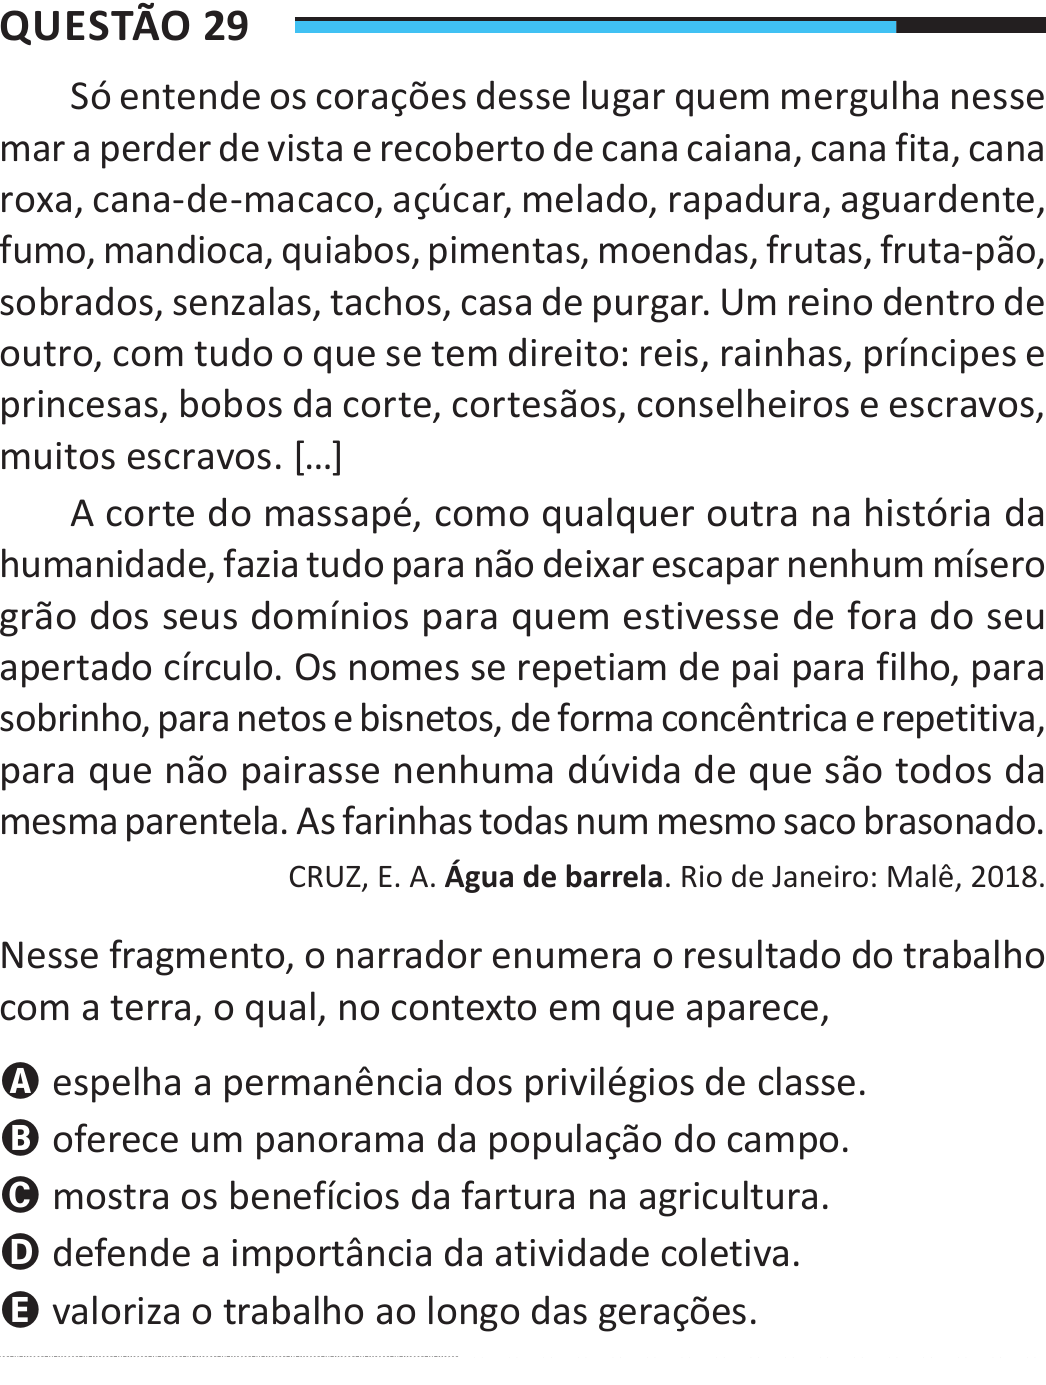 QUESTÃO 29
Só entende os corações desse lugar quem mergulha nesse
mar a perder de vista e recoberto de cana caiana, cana fita, cana
roxa, cana-de-macaco, açúcar, melado, rapadura, aguardente,
fumo, mandioca, quiabos, pimentas, moendas, frutas, fruta-pão,
sobrados, senzalas, tachos, casa de purgar. Um reino dentro de
outro, com tudo o que se tem direito: reis, rainhas, príncipes e
princesas, bobos da corte, cortesãos, conselheiros e escravos,
muitos escravos. [...]
A corte do massapé, como qualquer outra na história da
humanidade, fazia tudo para não deixar escapar nenhum mísero
grão dos seus domínios para quem estivesse de fora do seu
apertado círculo. Os nomes se repetiam de pai para filho, para
sobrinho, para netos e bisnetos, de forma concêntrica e repetitiva,
para que não pairasse nenhuma dúvida de que são todos da
mesma parentela. As farinhas todas num mesmo saco brasonado.
CRUZ, E. A. Água de barrela. Rio de Janeiro: Malê, 2018.
Nesse fragmento, o narrador enumera o resultado do trabalho
com a terra, o qual, no contexto em que aparece,
A espelha a permanência dos privilégios de classe.
B oferece um panorama da população do campo.
C mostra os benefícios da fartura na agricultura.
D defende a importância da atividade coletiva.
E valoriza o trabalho ao longo das gerações.